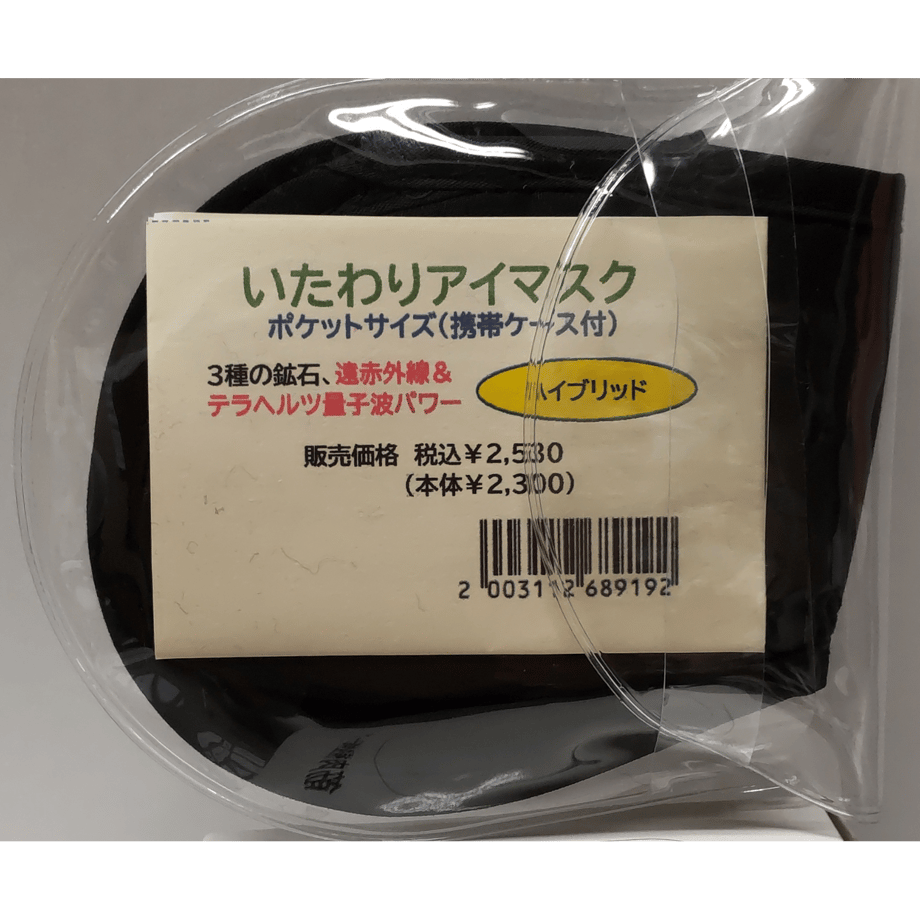 いたわりアイマスク
ポケットサイズ(携帯ケース付)
3種の鉱石、遠赤外線&
テラヘルツ量子波パワー
ハイブリッド
販売価格 税込¥2,530
(本体¥2,300)
2 003112 689192